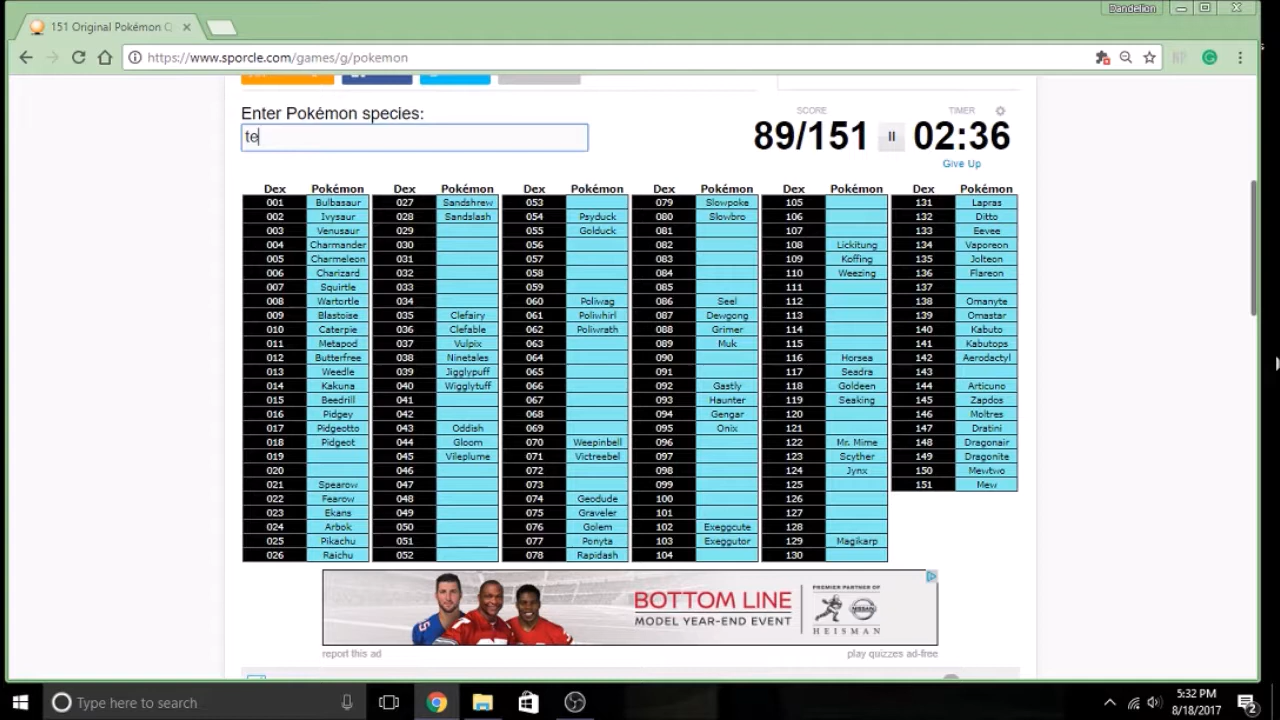 Dandelion
151 Original Pokémon Q
https://www.sporcle.com/games/g/pokemon
Enter Pokémon species:
te
SCORE
89/151
TIMER
02:36
Give Up
Dex Pokémon Dex Pokémon Dex Pokémon Dex Pokémon Dex Pokémon Dex Pokémon
001 Bulbasaur 027 Sandshrew 053 079 Slowpoke 105 131 Lapras
002 Ivysaur 028 Sandslash 054 Psyduck 080 Slowbro 106 132 Ditto
003 Venusaur 029 055 Golduck 081 107 133 Eevee
004 Charmander 030 056 082 108 Lickitung 134 Vaporeon
005 Charmeleon 031 057 083 109 Koffing 135 Jolteon
006 Charizard 032 058 084 110 Weezing 136 Flareon
007 Squirtle 033 059 085 111 137
008 Wartortle 034 060 Poliwag 086 Seel 112 138 Omanyte
009 Blastoise 035 Clefairy 061 Poliwhirl 087 Dewgong 113 139 Omastar
010 Caterpie 036 Clefable 062 Poliwrath 088 Grimer 114 140 Kabuto
011 Metapod 037 Vulpix 063 089 Muk 115 141 Kabutops
012 Butterfree 038 Ninetales 064 090 116 Horsea 142 Aerodactyl
013 Weedle 039 Jigglypuff 065 091 117 Seadra 143
014 Kakuna 040 Wigglytuff 066 092 Gastly 118 Goldeen 144 Articuno
015 Beedrill 041 067 093 Haunter 119 Seaking 145 Zapdos
016 Pidgey 042 068 094 Gengar 120 146 Moltres
017 Pidgeotto 043 Oddish 069 095 Onix 121 147 Dratini
018 Pidgeot 044 Gloom 070 Weepinbell 096 122 Mr. Mime 148 Dragonair
019 045 Vileplume 071 Victreebel 097 123 Scyther 149 Dragonite
020 046 072 098 124 Jynx 150 Mewtwo
021 Spearow 047 073 099 125 151 Mew
022 Fearow 048 074 Geodude 100 126
023 Ekans 049 075 Graveler 101 127
024 Arbok 050 076 Golem 102 Exeggcute 128
025 Pikachu 051 077 Ponyta 103 Exeggutor 129 Magikarp
026 Raichu 052 078 Rapidash 104 130
BOTTOM LINE
MODEL YEAR-END EVENT
PREMIER PARTNER OF
HEISMAN
NISSAN
report this ad
play quizzes ad-free
Type here to search
5:32 PM
8/18/2017
2